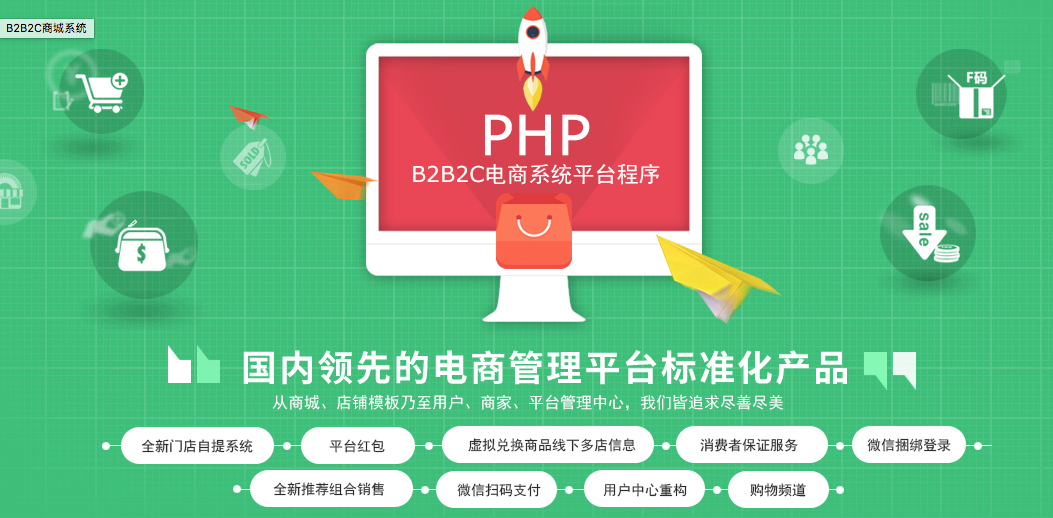 B2B2C商城系统
F码
PHP
B2B2C电商系统平台程序
SOLD
$
sale
国内领先的电商管理平台标准化产品
从商城、店铺模板乃至用户、商家、平台管理中心，我们皆追求尽善尽美
全新门店自提系统
平台红包
虚拟兑换商品线下多店信息
消费者保证服务
微信捆绑登录
全新推荐组合销售
微信扫码支付
用户中心重构
购物频道